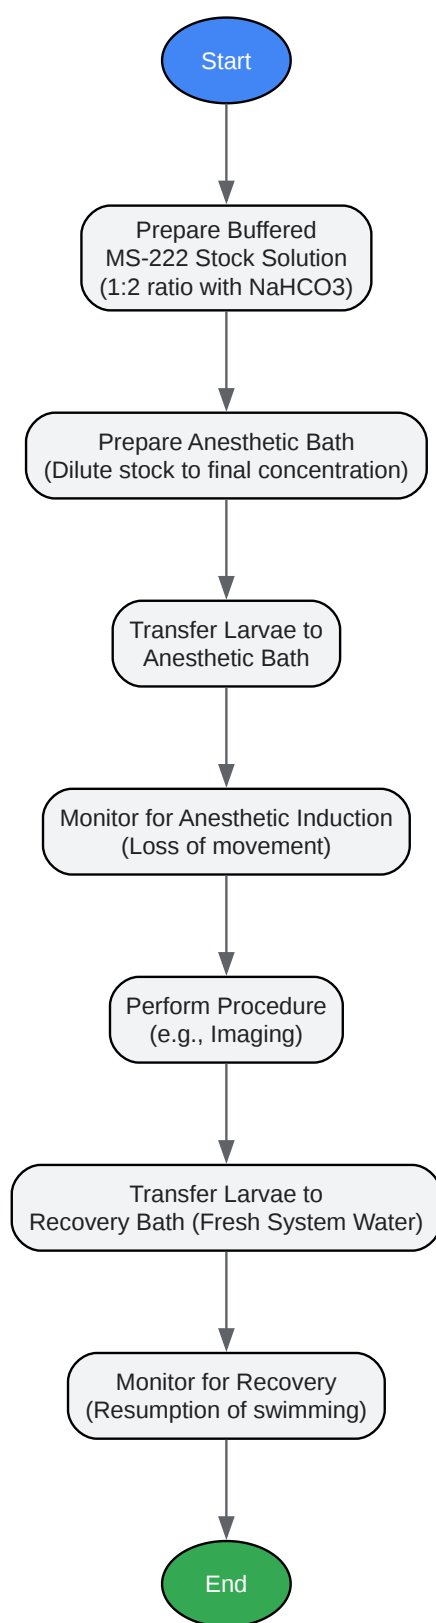 Start
Prepare Buffered
MS-222 Stock Solution
(1:2 ratio with NaHCO3)
Prepare Anesthetic Bath
(Dilute stock to final concentration)
Transfer Larvae to
Anesthetic Bath
Monitor for Anesthetic Induction
(Loss of movement)
Perform Procedure
(e.g., Imaging)
Transfer Larvae to
Recovery Bath (Fresh System Water)
Monitor for Recovery
(Resumption of swimming)
End